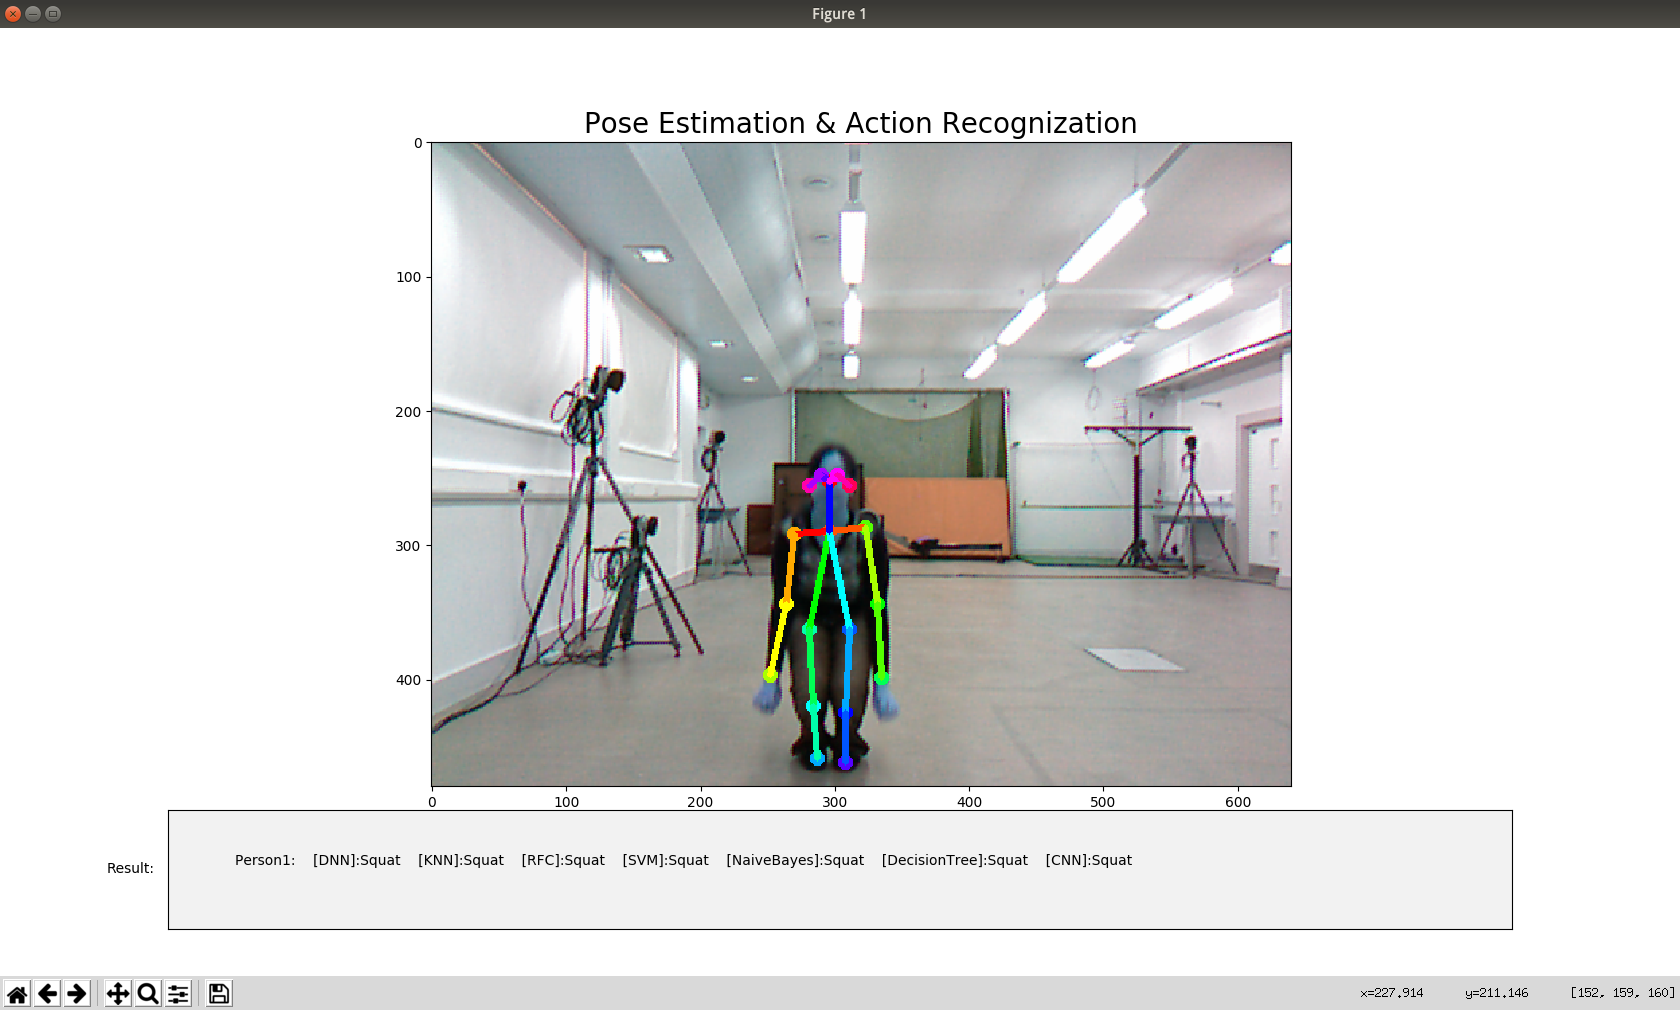 Figure 1
Pose Estimation & Action Recognization
0
100
200
300
400
0 100 200 300 400 500 600
Result:
Person1: [DNN]:Squat [KNN]:Squat [RFC]:Squat [SVM]:Squat [NaiveBayes]:Squat [DecisionTree]:Squat [CNN]:Squat
x=227.914 y=211.146 [152, 159, 160]